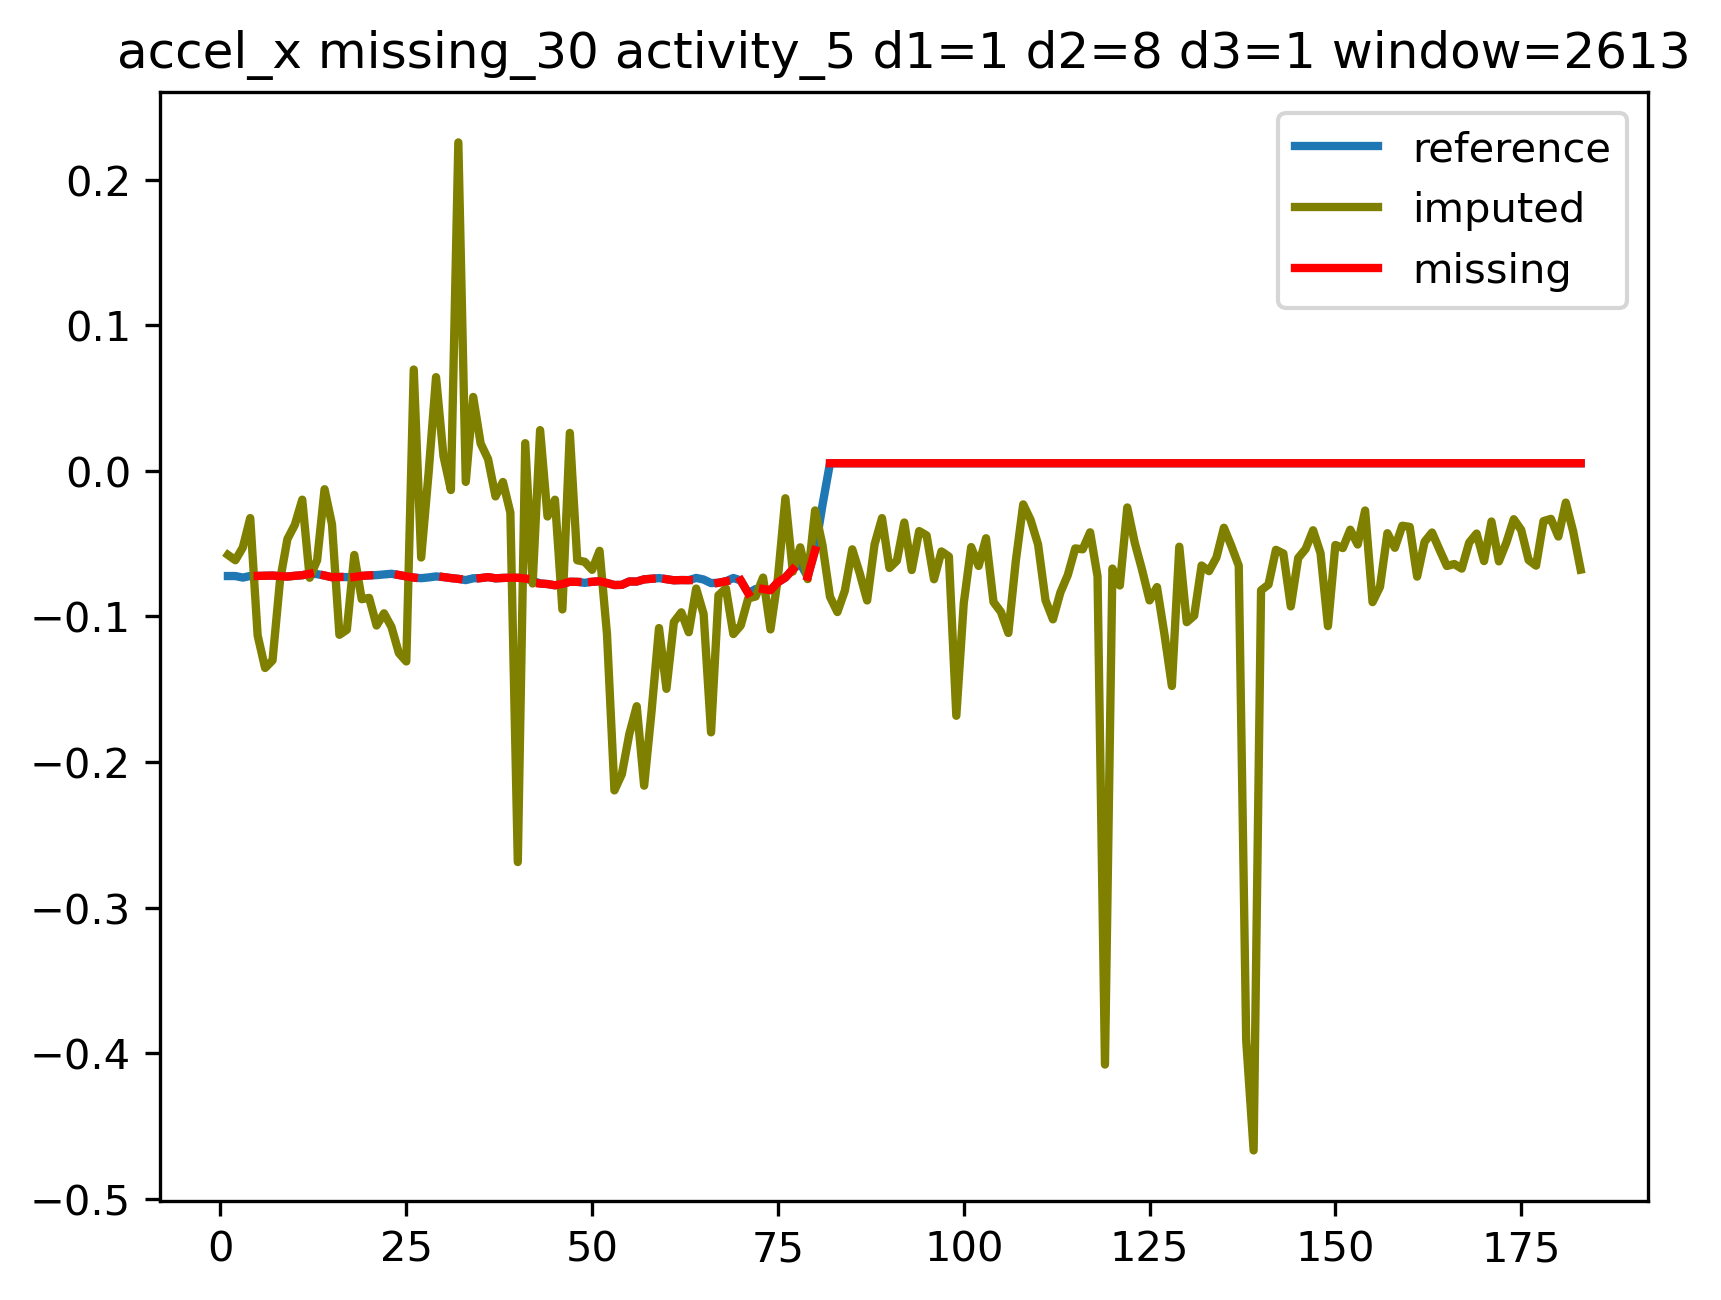 accel_x missing_30 activity_5 d1=1 d2=8 d3=1 window=2613
reference
imputed
missing
0.2
0.1
0.0
−0.1
−0.2
−0.3
−0.4
−0.5
0 25 50 75 100 125 150 175